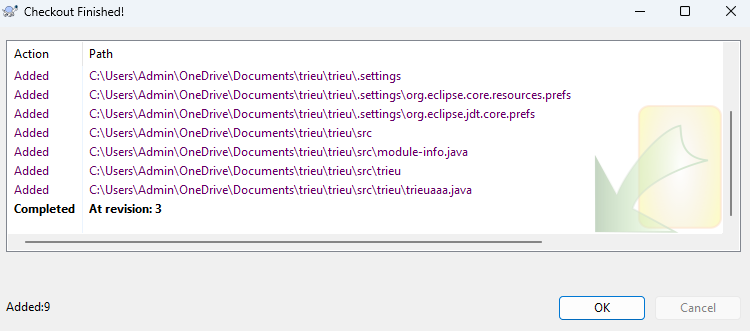 Checkout Finished!
Action Path
Added C:\Users\Admin\OneDrive\Documents\trieu\trieu\.settings
Added C:\Users\Admin\OneDrive\Documents\trieu\trieu\.settings\org.eclipse.core.resources.prefs
Added C:\Users\Admin\OneDrive\Documents\trieu\trieu\.settings\org.eclipse.jdt.core.prefs
Added C:\Users\Admin\OneDrive\Documents\trieu\trieu\src
Added C:\Users\Admin\OneDrive\Documents\trieu\trieu\src\module-info.java
Added C:\Users\Admin\OneDrive\Documents\trieu\trieu\src\trieu
Added C:\Users\Admin\OneDrive\Documents\trieu\trieu\src\trieu\trieuaaa.java
Completed At revision: 3
Added:9
OK Cancel